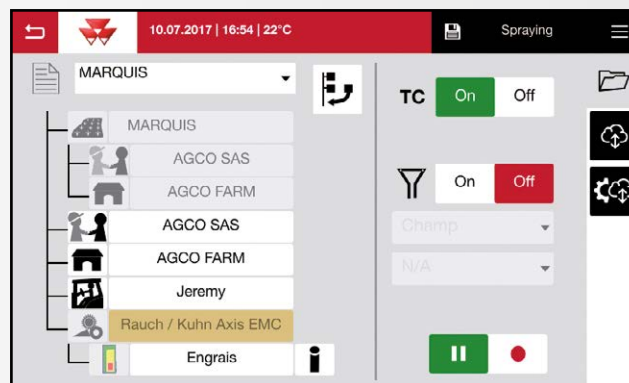 10.07.2017 | 16:54 | 22°C
Spraying
MARQUIS
TC
On
Off
MARQUIS
AGCO SAS
AGCO FARM
On
Off
AGCO SAS
Champ
AGCO FARM
N/A
Jeremy
Rauch / Kuhn Axis EMC
Engrais
i